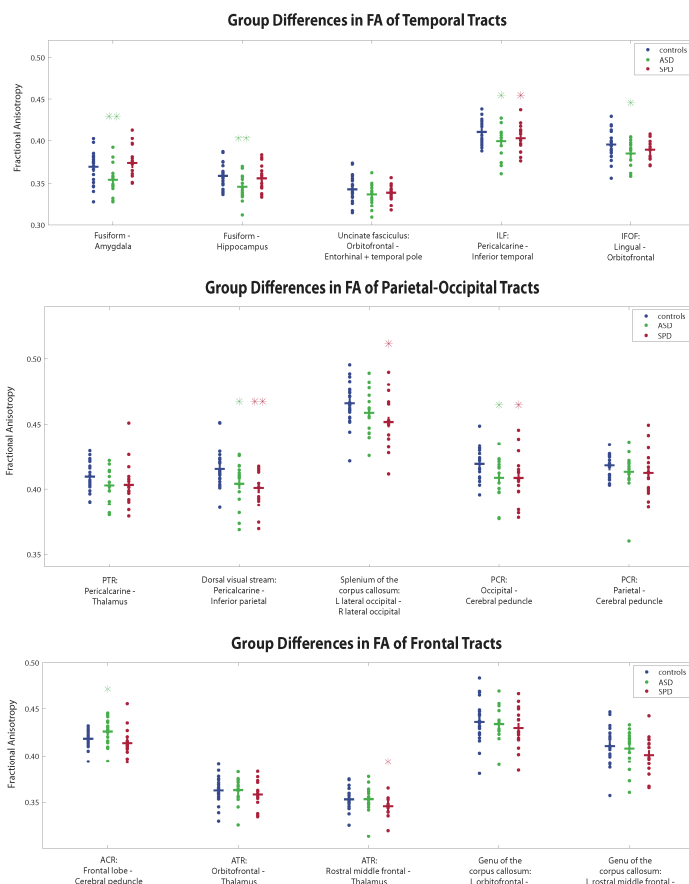 Group Differences in FA of Temporal Tracts
controls
ASD
SPD
Fractional Anisotropy
0.50
0.45
0.40
0.35
0.30
Fusiform -
Amygdala
Fusiform -
Hippocampus
Uncinate fasciculus:
Orbitofrontal -
Entorhinal + temporal pole
ILF:
Pericalcarine -
Inferior temporal
IFOF:
Lingual -
Orbitofrontal
Group Differences in FA of Parietal-Occipital Tracts
controls
ASD
SPD
Fractional Anisotropy
0.50
0.45
0.40
0.35
PTR:
Pericalcarine -
Thalamus
Dorsal visual stream:
Pericalcarine -
Inferior parietal
Splenium of the
corpus callosum:
L lateral occipital -
R lateral occipital
PCR:
Occipital -
Cerebral peduncle
PCR:
Parietal -
Cerebral peduncle
Group Differences in FA of Frontal Tracts
controls
ASD
SPD
Fractional Anisotropy
0.50
0.45
0.40
0.35
ACR:
Frontal lobe -
Cerebral peduncle
ATR:
Orbitofrontal -
Thalamus
ATR:
Rostral middle frontal -
Thalamus
Genu of the
corpus callosum:
L orbitofrontal -
Genu of the
corpus callosum:
L rostral middle frontal -